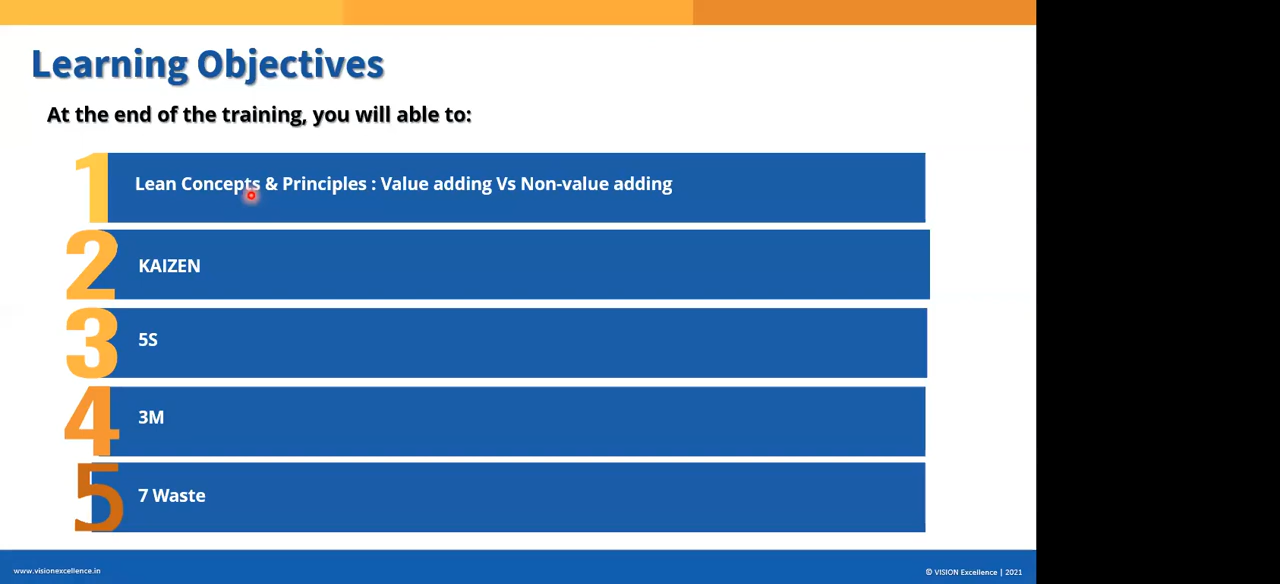 Learning Objectives
At the end of the training, you will able to:
1
Lean Concepts & Principles : Value adding Vs Non-value adding
2
KAIZEN
3
5S
4
3M
5
7 Waste
www.visionexcellence.in
© VISION Excellence | 2021